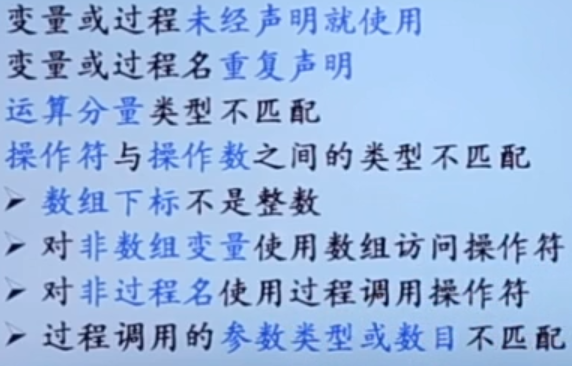 变量或过程未经声明就使用
变量或过程名重复声明
运算分量类型不匹配
操作符与操作数之间的类型不匹配
➢ 数组下标不是整数
➢ 对非数组变量使用数组访问操作符
➢ 对非过程名使用过程调用操作符
➢ 过程调用的参数类型或数目不匹配